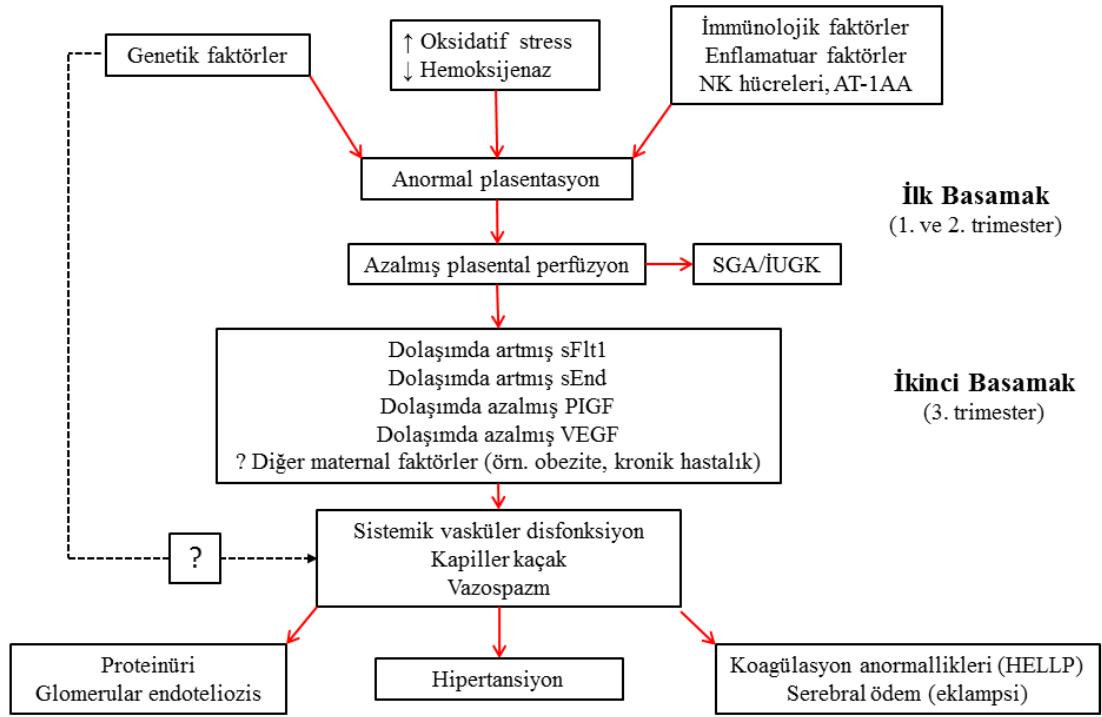 Genetik faktörler
↑ Oksidatif stress
↓ Hemoksijenaz
İmmünolojik faktörler
Enflamatuar faktörler
NK hücreleri, AT-1AA
Anormal plasentasyon
İlk Basamak
(1. ve 2. trimester)
Azalmış plasental perfüzyon
SGA/İUGK
Dolaşımda artmış sFlt1
Dolaşımda artmış sEnd
Dolaşımda azalmış PIGF
Dolaşımda azalmış VEGF
? Diğer maternal faktörler (örn. obezite, kronik hastalık)
İkinci Basamak
(3. trimester)
Sistemik vasküler disfonksiyon
Kapiller kaçak
Vazospazm
?
Proteinüri
Glomerular endoteliozis
Hipertansiyon
Koagülasyon anormallikleri (HELLP)
Serebral ödem (eklampsi)